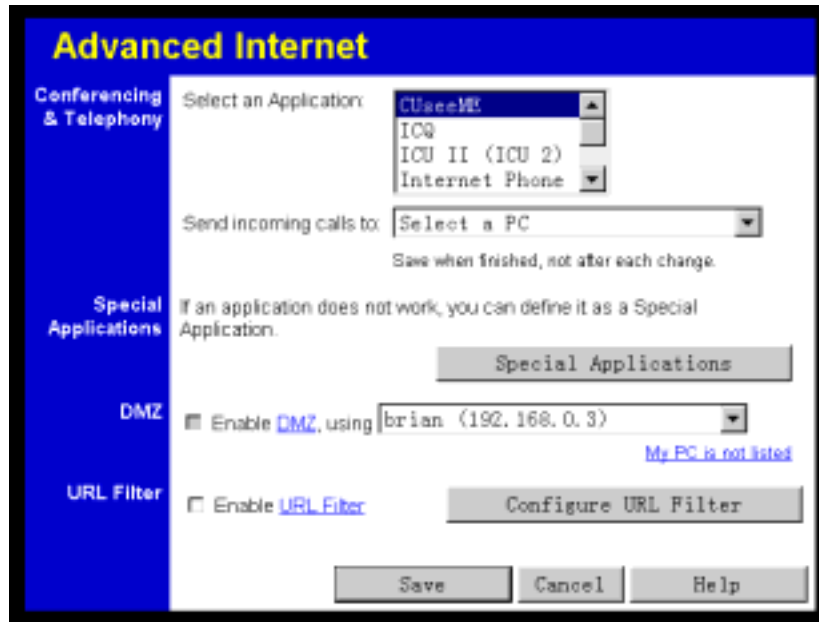 Advanced Internet
Conferencing
& Telephony
Select an Application:
CUseeME
ICQ
ICU II (ICU 2)
Internet Phone
Send incoming calls to:
Select a PC
Save when finished, not after each change.
Special
Applications
If an application does not work, you can define it as a Special
Application.
Special Applications
DMZ
Enable DMZ, using
brian (192.168.0.3)
My PC is not listed
URL Filter
Enable URL Filter
Configure URL Filter
Save
Cancel
Help